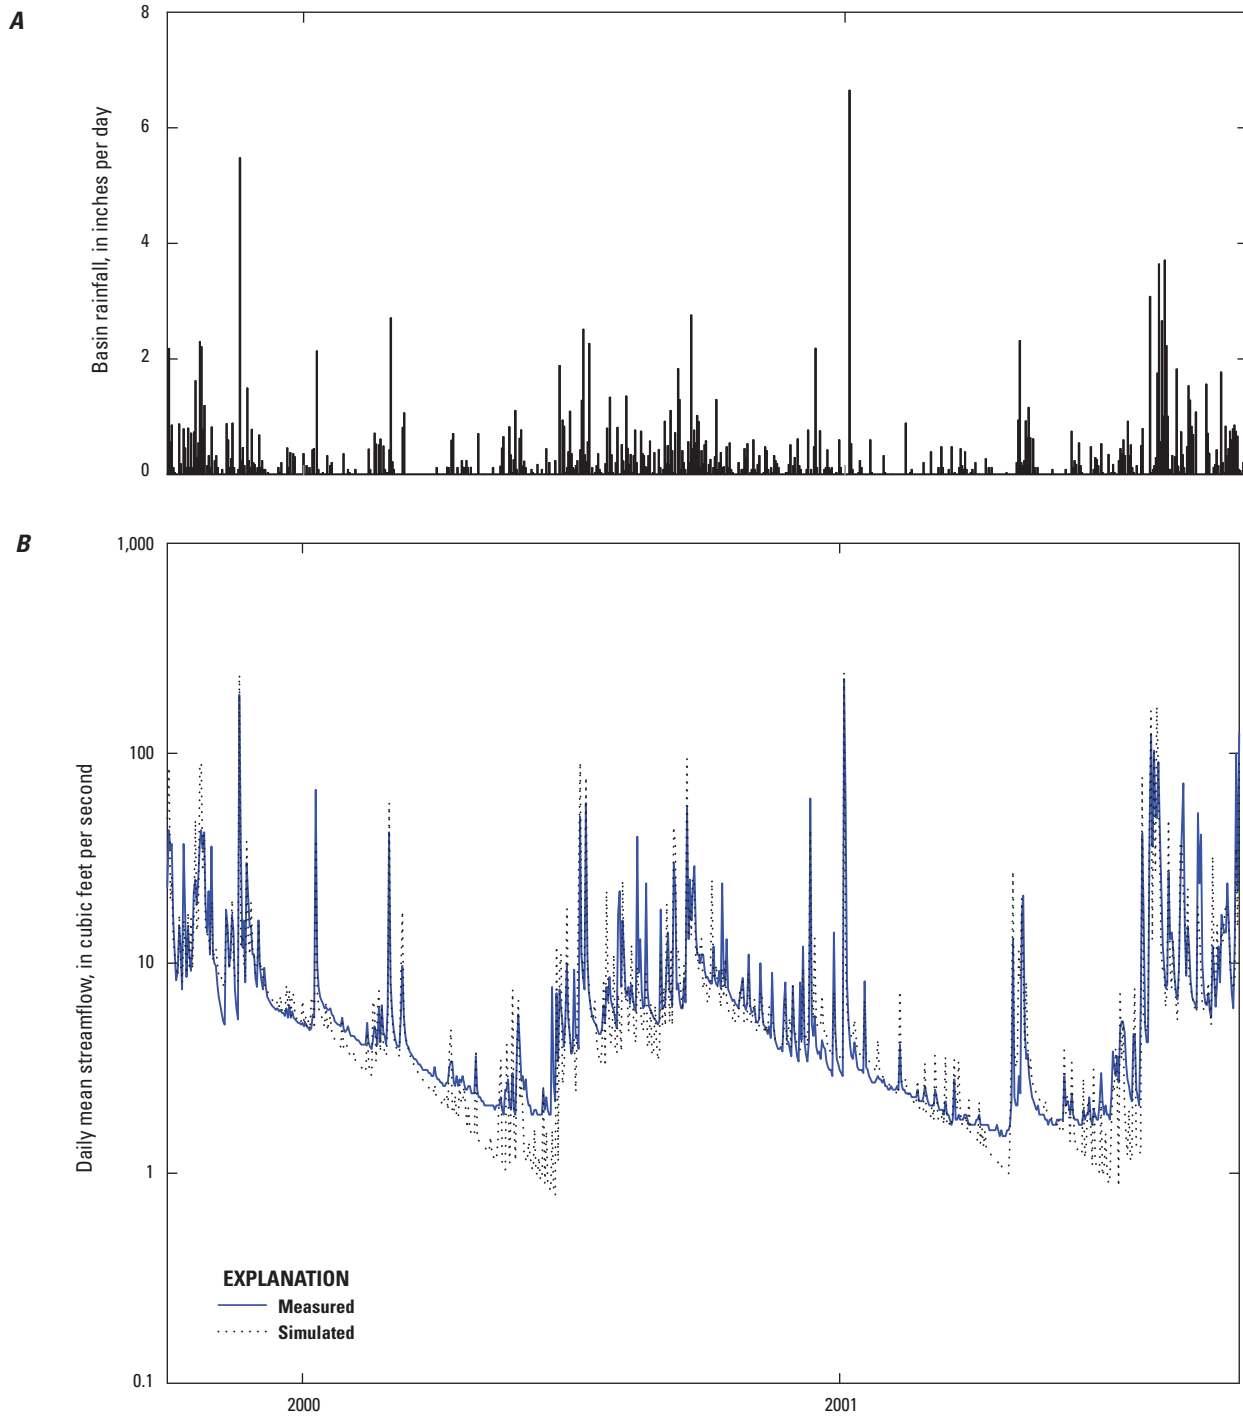 A
Basin rainfall, in inches per day
8
6
4
2
0
B
Daily mean streamflow, in cubic feet per second
1,000
100
10
1
0.1
EXPLANATION
Measured
Simulated
2000
2001